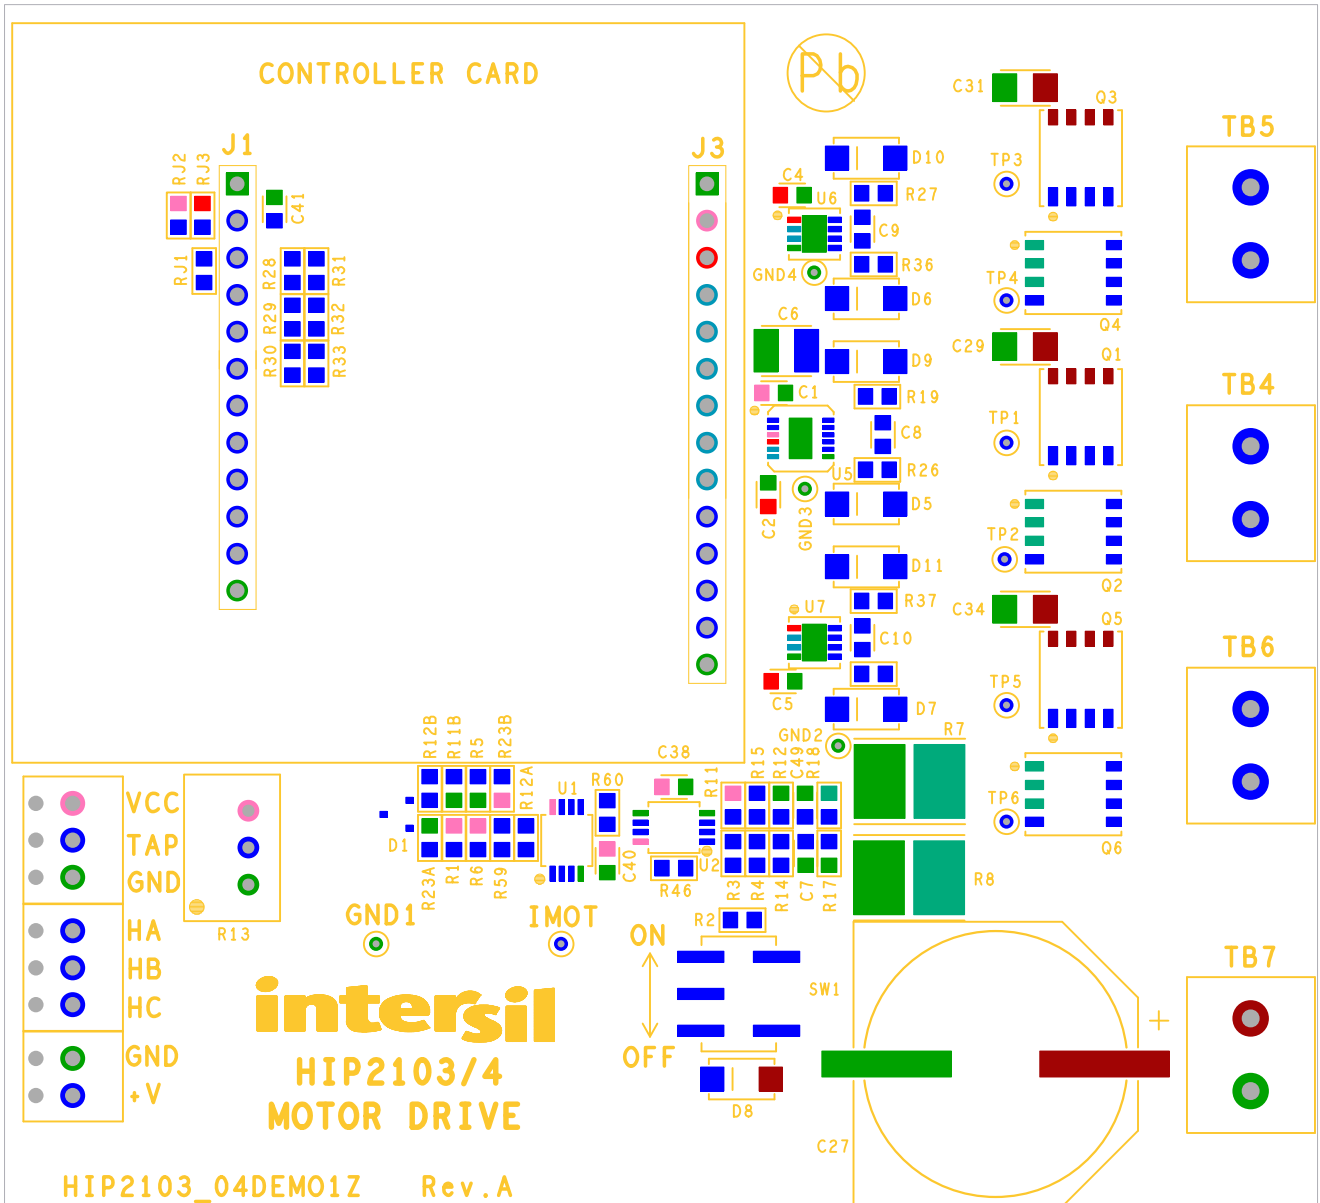 CONTROLLER CARD
Pb
C31
Q3
TB5
J1
J3
RJ2
RJ3
C41
RJ1
R28
R31
R29
R32
R30
R33
C4
U6
D10
R27
C9
R36
GND4
D6
TP3
TP4
Q4
C6
D9
C29
Q1
C1
R19
C8
TP1
TB4
R26
U5
C2
GND3
D5
TP2
Q2
D11
R37
U7
C10
C34
Q5
C5
D7
TP5
TB6
GND2
R7
R12B
R11B
R5
R23B
R12A
U1
R60
C38
R11
R15
R12
C49
R18
TP6
Q6
VCC
TAP
GND
R13
D1
R23A
R1
R6
R59
C40
R46
U2
R3
R4
R14
C7
R17
R8
HA
HB
HC
GND1
IMOT
R2
ON
SW1
OFF
TB7
GND
+V
intersil
HIP2103/4
MOTOR DRIVE
D8
+
C27
HIP2103_04DEMO1Z Rev.A